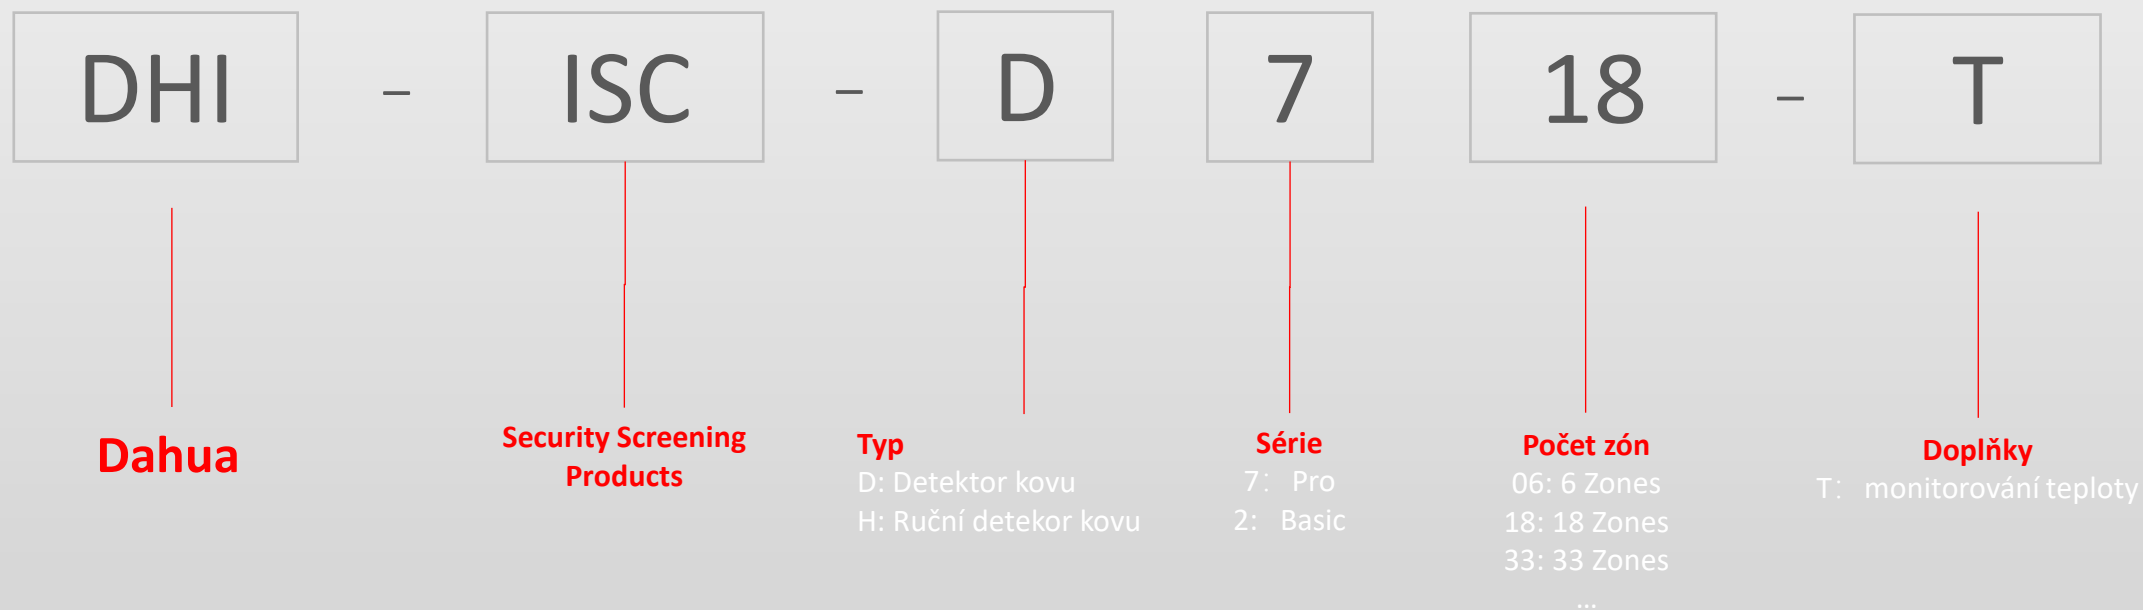 DHI – ISC – D 7 18 – T
Dahua
Security Screening
Products
Typ
D: Detektor kovu
H: Ruční detekor kovu
Série
7: Pro
2: Basic
Počet zón
06: 6 Zones
18: 18 Zones
33: 33 Zones
...
Doplňky
T: monitorování teploty